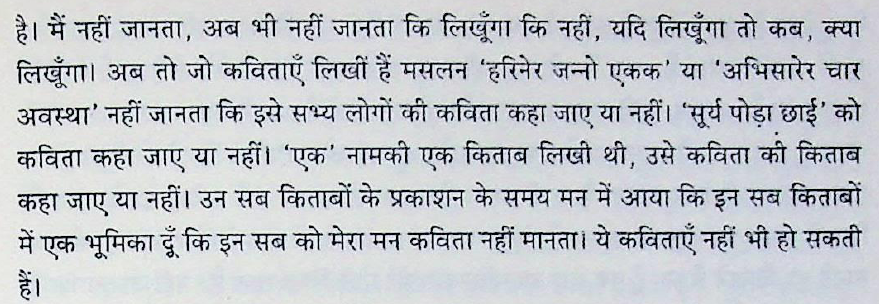 है। मैं नहीं जानता, अब भी नहीं जानता कि लिखूँगा कि नहीं, यदि लिखूँगा तो कब, क्या
लिखूँगा। अब तो जो कविताएँ लिखीं हैं मसलन ‘हरिनेर जन्नो एकक’ या ‘अभिसारेर चार
अवस्था’ नहीं जानता कि इसे सभ्य लोगों की कविता कहा जाए या नहीं। ‘सूर्य पोड़ा छाई’ को
कविता कहा जाए या नहीं। ‘एक’ नामकी एक किताब लिखी थी, उसे कविता की किताब
कहा जाए या नहीं। उन सब किताबों के प्रकाशन के समय मन में आया कि इन सब किताबों
में एक भूमिका दूँ कि इन सब को मेरा मन कविता नहीं मानता। ये कविताएँ नहीं भी हो सकती
हैं।